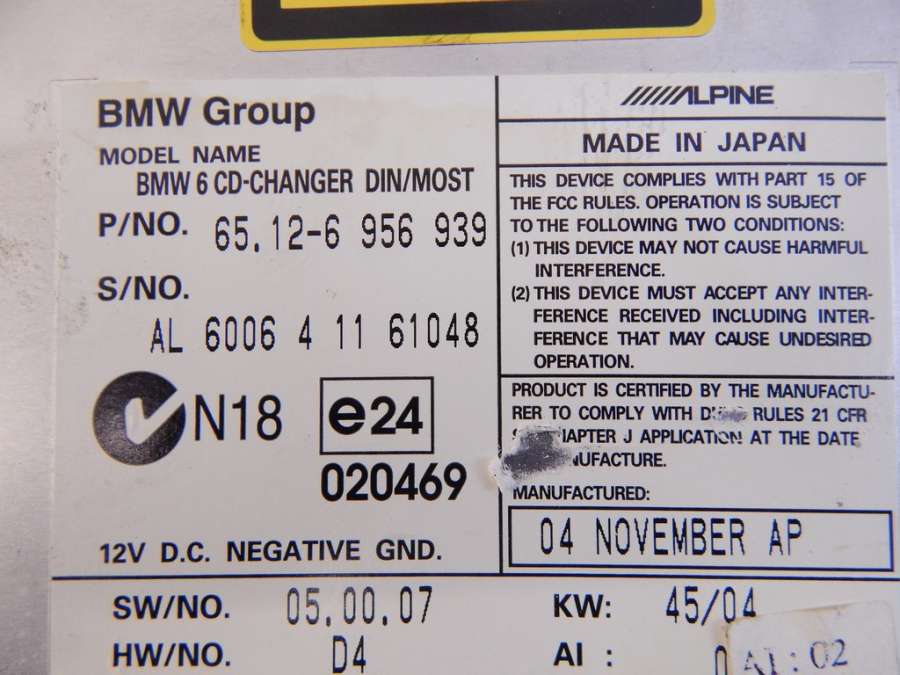 BMW Group
MODEL NAME
BMW 6 CD-CHANGER DIN/MOST
P/NO. 65.12-6 956 939
S/NO.
AL 6006 4 11 61048
N18
e24
020469
12V D.C. NEGATIVE GND.
ALPINE
MADE IN JAPAN
THIS DEVICE COMPLIES WITH PART 15 OF
THE FCC RULES. OPERATION IS SUBJECT
TO THE FOLLOWING TWO CONDITIONS:
(1) THIS DEVICE MAY NOT CAUSE HARMFUL
INTERFERENCE.
(2) THIS DEVICE MUST ACCEPT ANY INTER-
FERENCE RECEIVED INCLUDING INTER-
FERENCE THAT MAY CAUSE UNDESIRED
OPERATION.
PRODUCT IS CERTIFIED BY THE MANUFACTU-
RER TO COMPLY WITH RULES 21 CFR
J APPLICATION AT THE DATE
MANUFACTURED:
04 NOVEMBER AP
SW/NO. 05.00.07 KW: 45/04
HW/NO. D4 AI : AI:02